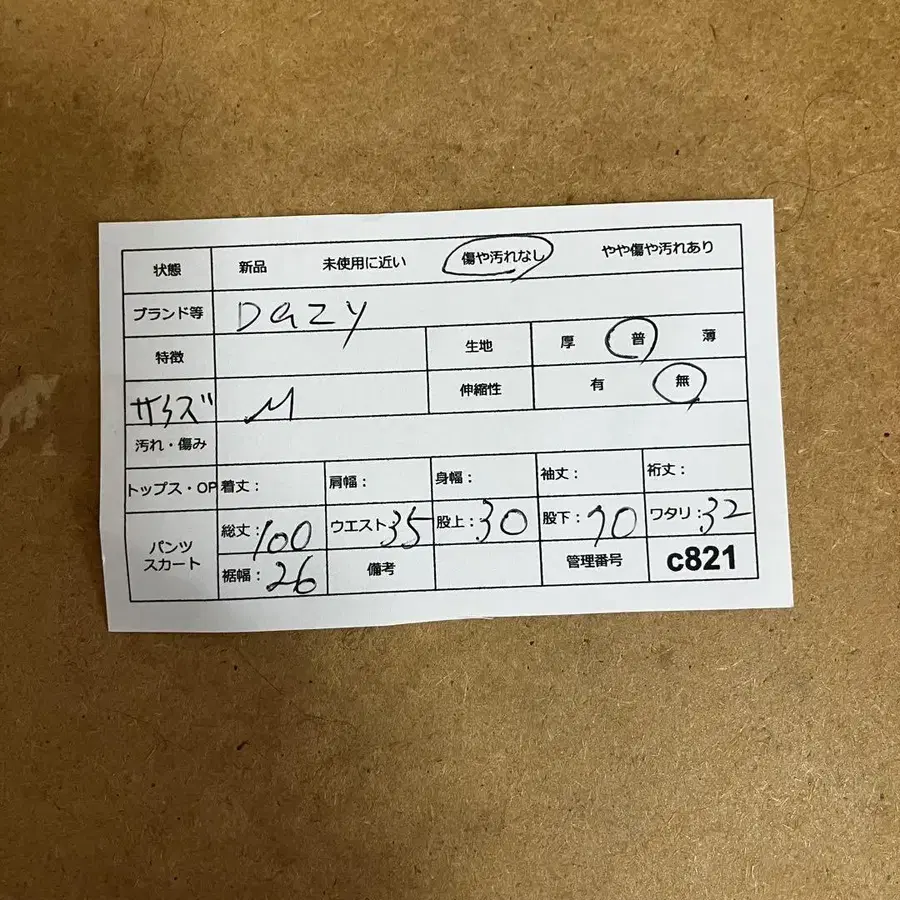 状態 新品 未使用に近い 傷や汚れなし やや傷や汚れあり
ブランド等 DaZy
特徴 生地 厚 普 薄
サイズ M 伸縮性 有 無
汚れ・傷み
トップス・OP 着丈： 肩幅： 身幅： 袖丈： 裄丈：
パンツ スカート 総丈：100 ウエスト：35 股上：30 股下：70 ワタリ：32
裾幅：26 備考 管理番号 c821